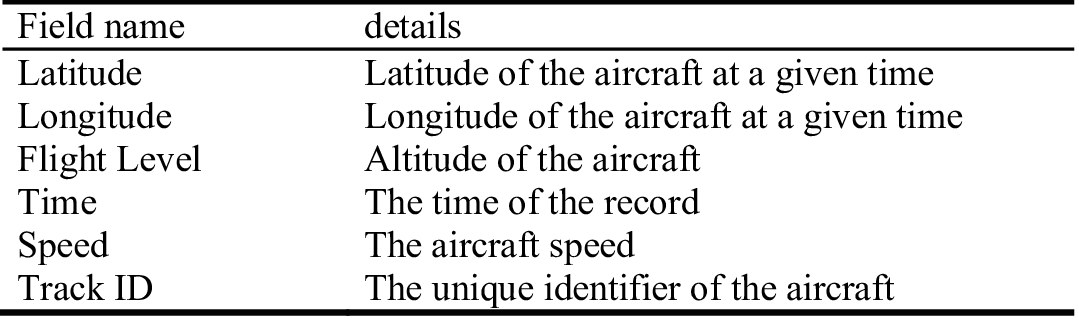 Field name details
Latitude Latitude of the aircraft at a given time
Longitude Longitude of the aircraft at a given time
Flight Level Altitude of the aircraft
Time The time of the record
Speed The aircraft speed
Track ID The unique identifier of the aircraft